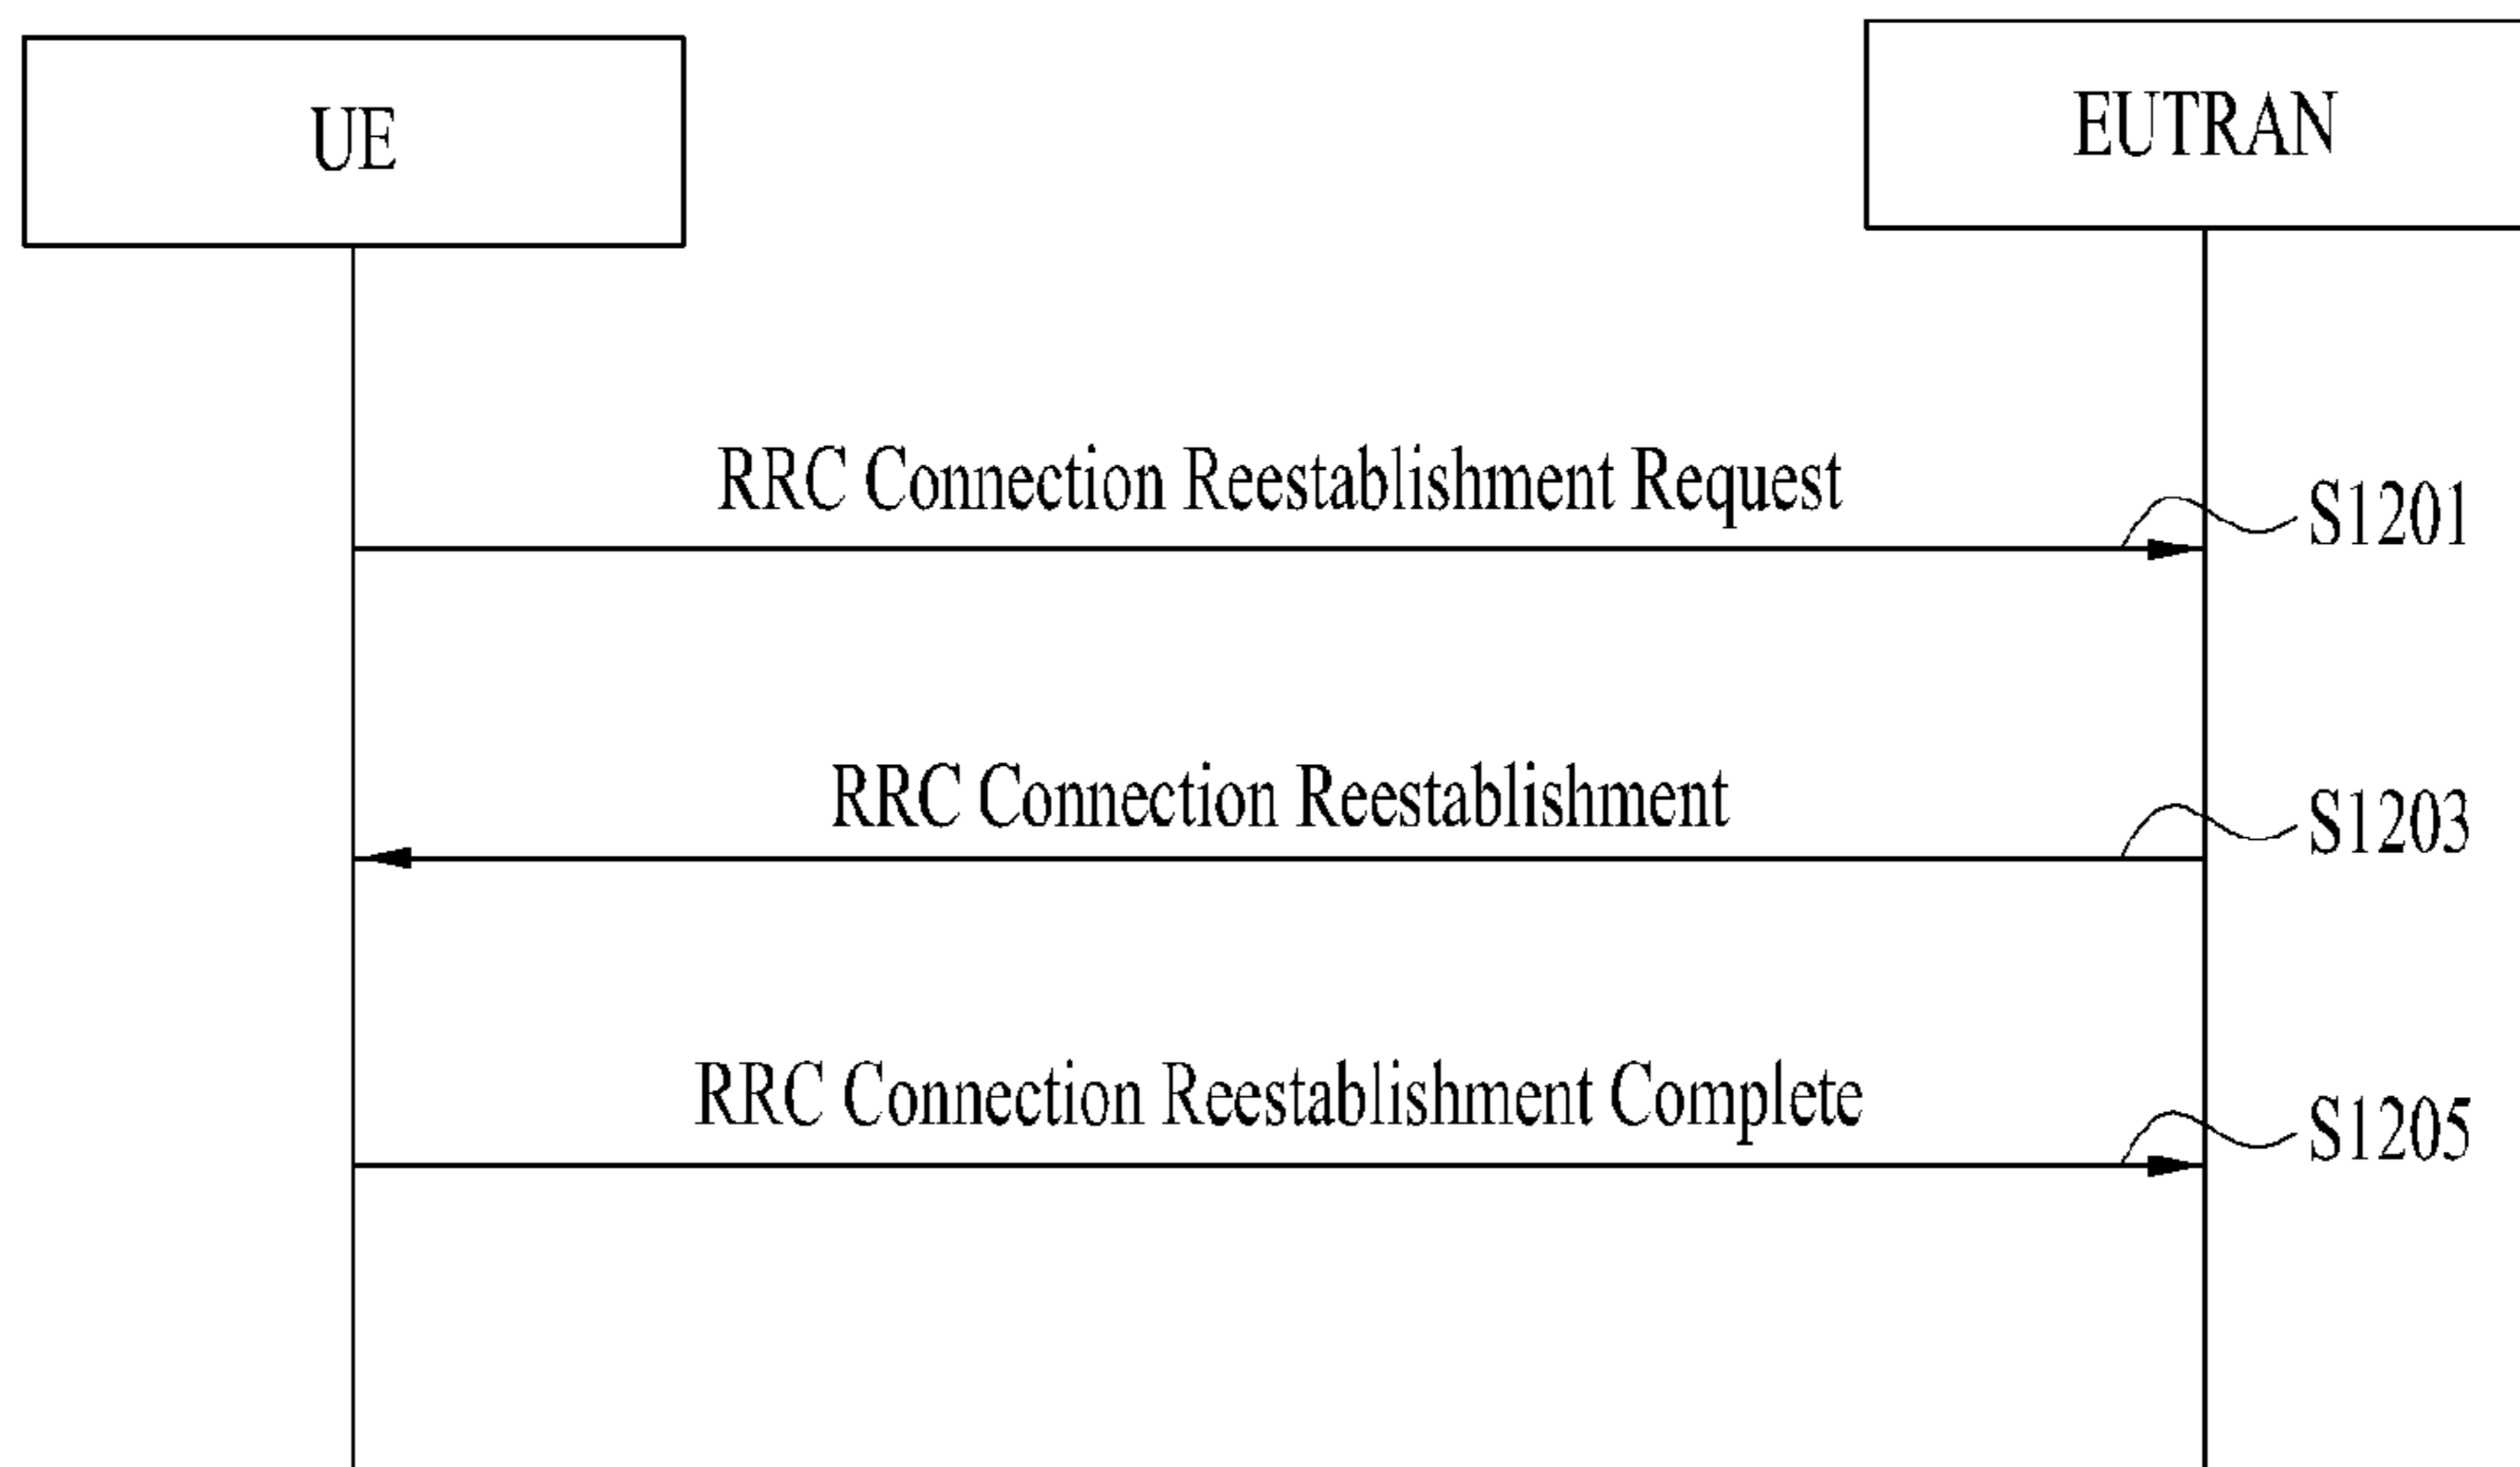 UE
EUTRAN
RRC Connection Reestablishment Request
S1201
RRC Connection Reestablishment
S1203
RRC Connection Reestablishment Complete
S1205